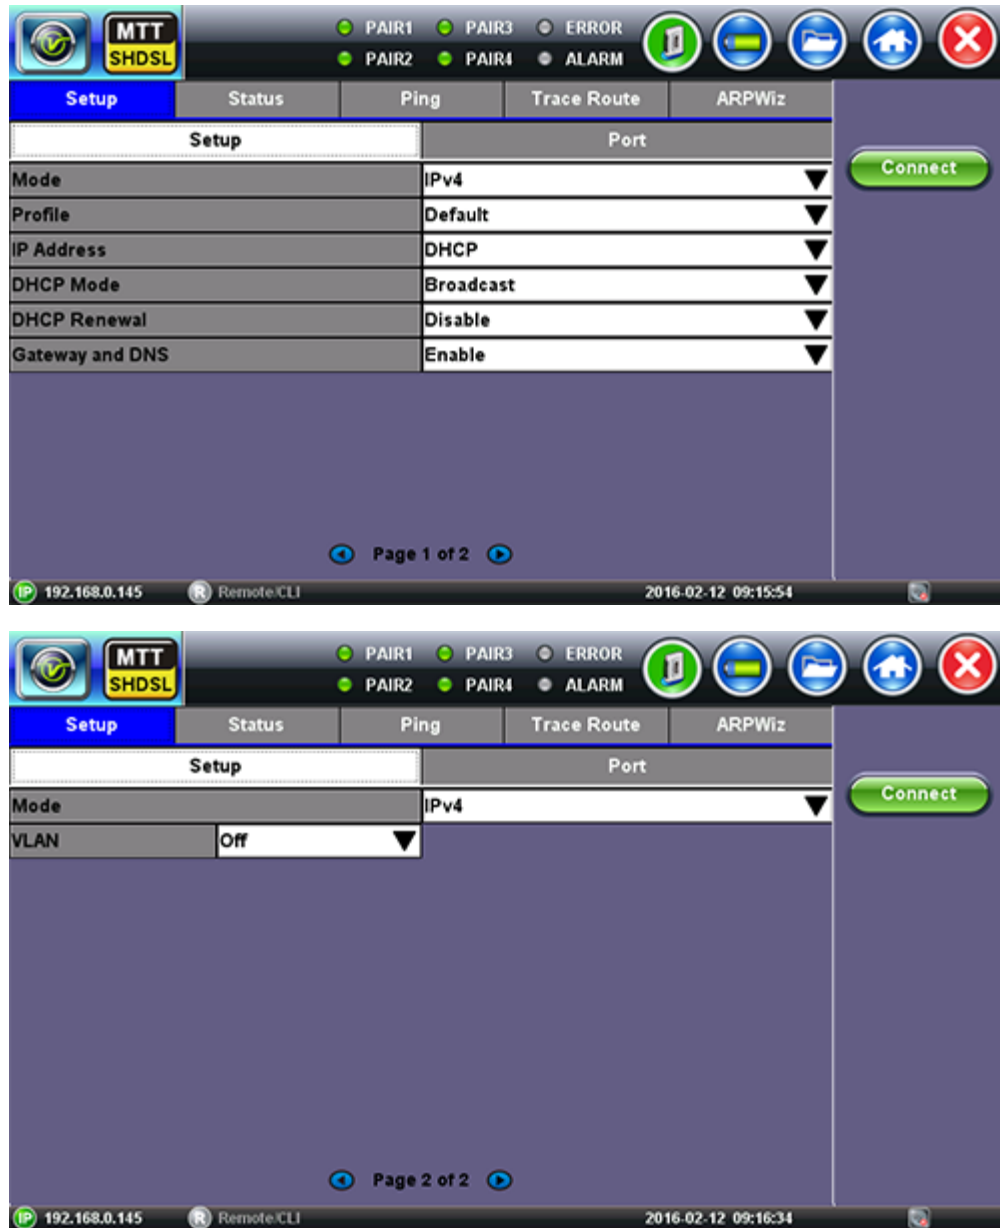 MTT
SHDSL
PAIR1 PAIR3 ERROR
PAIR2 PAIR4 ALARM
Setup Status Ping Trace Route ARPWiz
Setup Port
Connect
Mode IPv4
Profile Default
IP Address DHCP
DHCP Mode Broadcast
DHCP Renewal Disable
Gateway and DNS Enable
Page 1 of 2
IP 192.168.0.145 R Remote/CLI 2016-02-12 09:15:54
MTT
SHDSL
PAIR1 PAIR3 ERROR
PAIR2 PAIR4 ALARM
Setup Status Ping Trace Route ARPWiz
Setup Port
Connect
Mode IPv4
VLAN Off
Page 2 of 2
IP 192.168.0.145 R Remote/CLI 2016-02-12 09:16:34